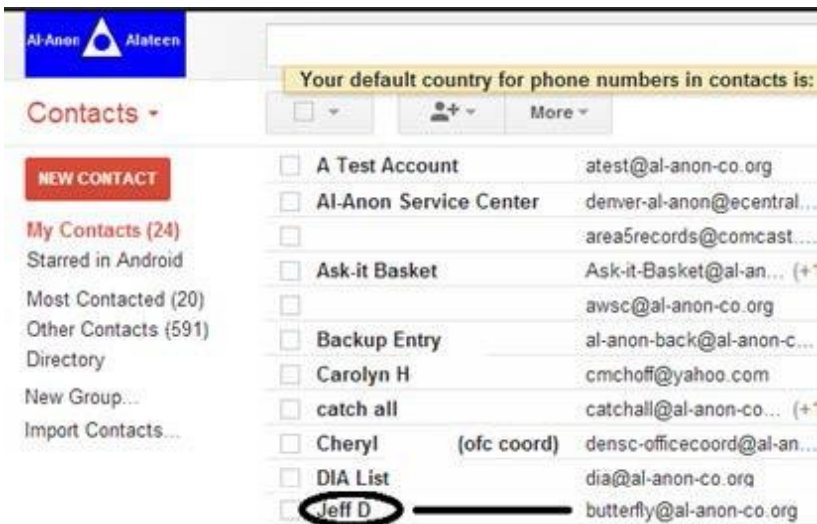 Al-Anon Alateen
Your default country for phone numbers in contacts is:
Contacts
More
NEW CONTACT
My Contacts (24)
Starred in Android
Most Contacted (20)
Other Contacts (591)
Directory
New Group...
Import Contacts...
A Test Account atest@al-anon-co.org
Al-Anon Service Center denver-al-anon@ecentral...
area5records@comcast....
Ask-it Basket Ask-it-Basket@al-an... (+1
awsc@al-anon-co.org
Backup Entry al-anon-back@al-anon-c...
Carolyn H cmchoff@yahoo.com
catch all catchall@al-anon-co... (+1
Cheryl (ofc coord) densc-officecoord@al-an...
DIA List dia@al-anon-co.org
Jeff D butterfly@al-anon-co.org